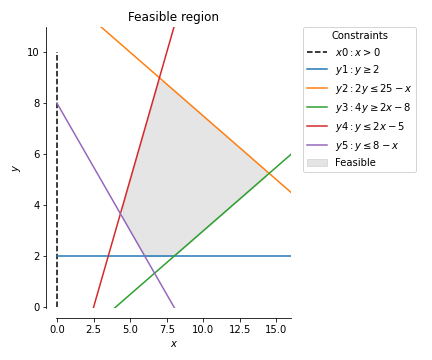 Feasible region
Constraints
x0 : x > 0
y1 : y ≥ 2
y2 : 2y ≤ 25 − x
y3 : 4y ≥ 2x − 8
y4 : y ≤ 2x − 5
y5 : y ≤ 8 − x
Feasible
10
8
6
4
2
0
y
0.0 2.5 5.0 7.5 10.0 12.5 15.0
x